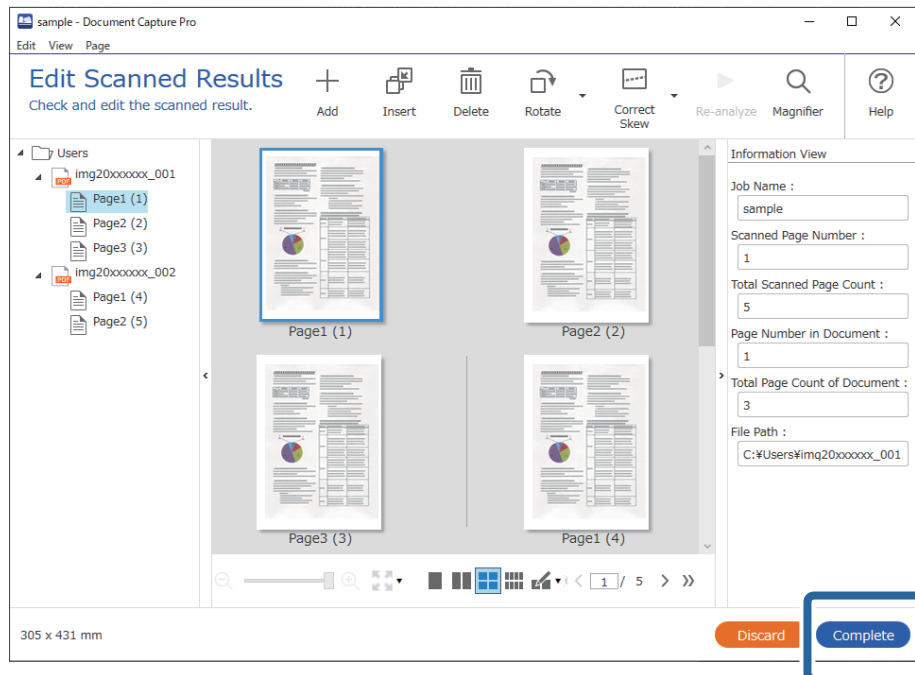 sample - Document Capture Pro
Edit View Page
Edit Scanned Results
Check and edit the scanned result.
Add
Insert
Delete
Rotate
Correct
Skew
Re-analyze
Magnifier
Help
Users
PDF
img20xxxxxx_001
Page1 (1)
Page2 (2)
Page3 (3)
PDF
img20xxxxxx_002
Page1 (4)
Page2 (5)
Page1 (1)
Page2 (2)
Page3 (3)
Page1 (4)
1 / 5
Information View
Job Name :
sample
Scanned Page Number :
1
Total Scanned Page Count :
5
Page Number in Document :
1
Total Page Count of Document :
3
File Path :
C:¥Users¥img20xxxxxx_001.
305 x 431 mm
Discard
Complete